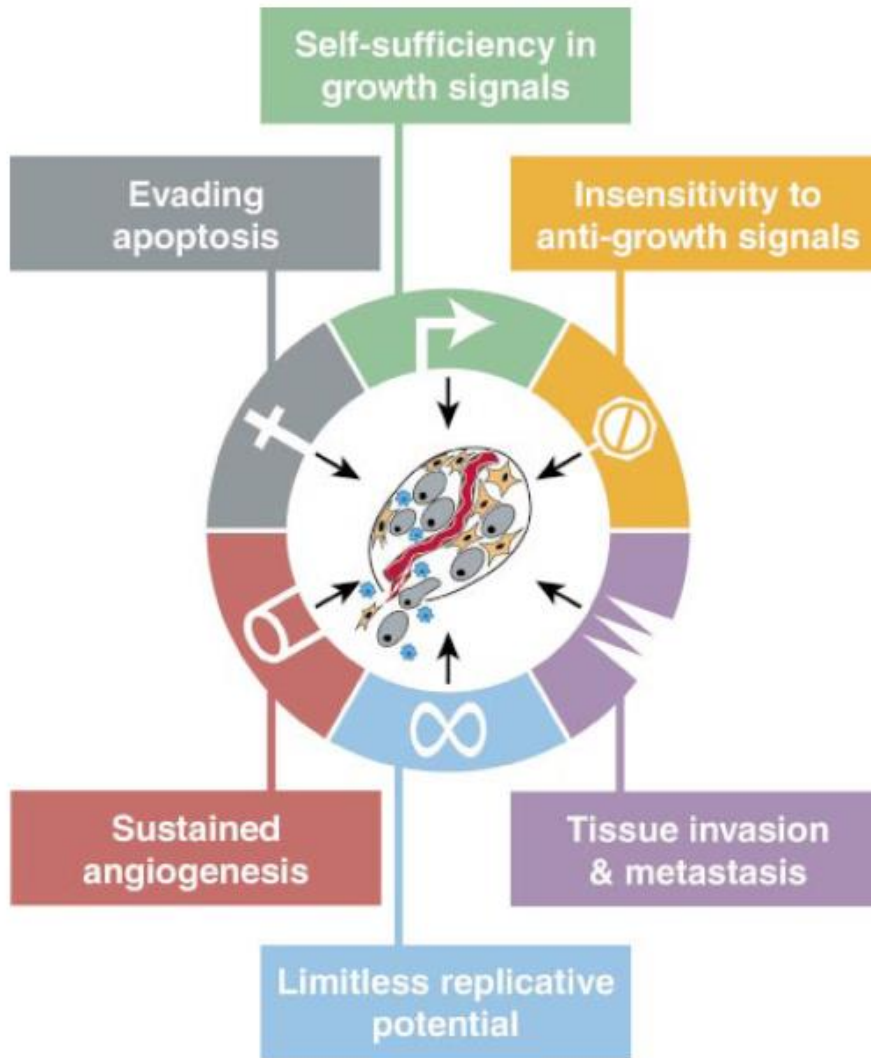 Self-sufficiency in
growth signals
Evading
apoptosis
Insensitivity to
anti-growth signals
Sustained
angiogenesis
Tissue invasion
& metastasis
Limitless replicative
potential